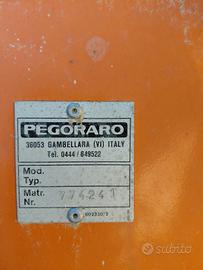 PEGORARO
36053 GAMBELLARA (VI) ITALY
Tel. 0444 / 649522
Mod.
Typ.
Matr.
Nr.
774241
subito